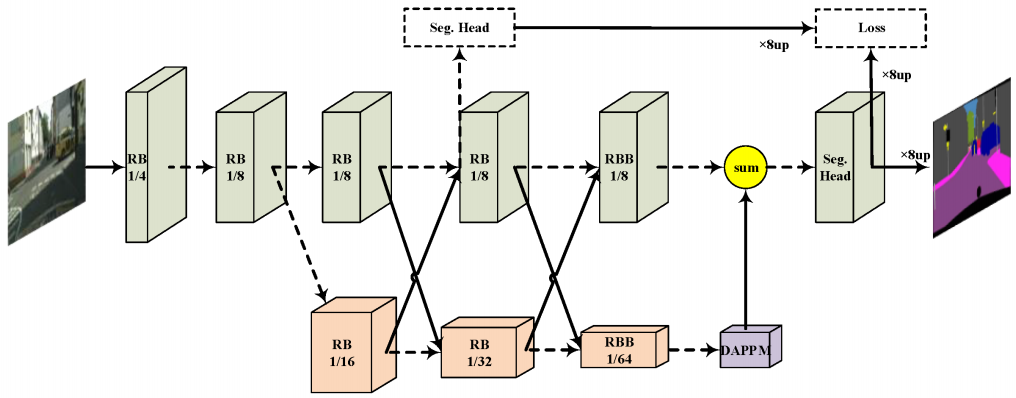 Seg. Head
Loss
×8up
×8up
RB
1/4
RB
1/8
RB
1/8
RB
1/8
RBB
1/8
sum
Seg.
Head
×8up
RB
1/16
RB
1/32
RBB
1/64
DAPPM